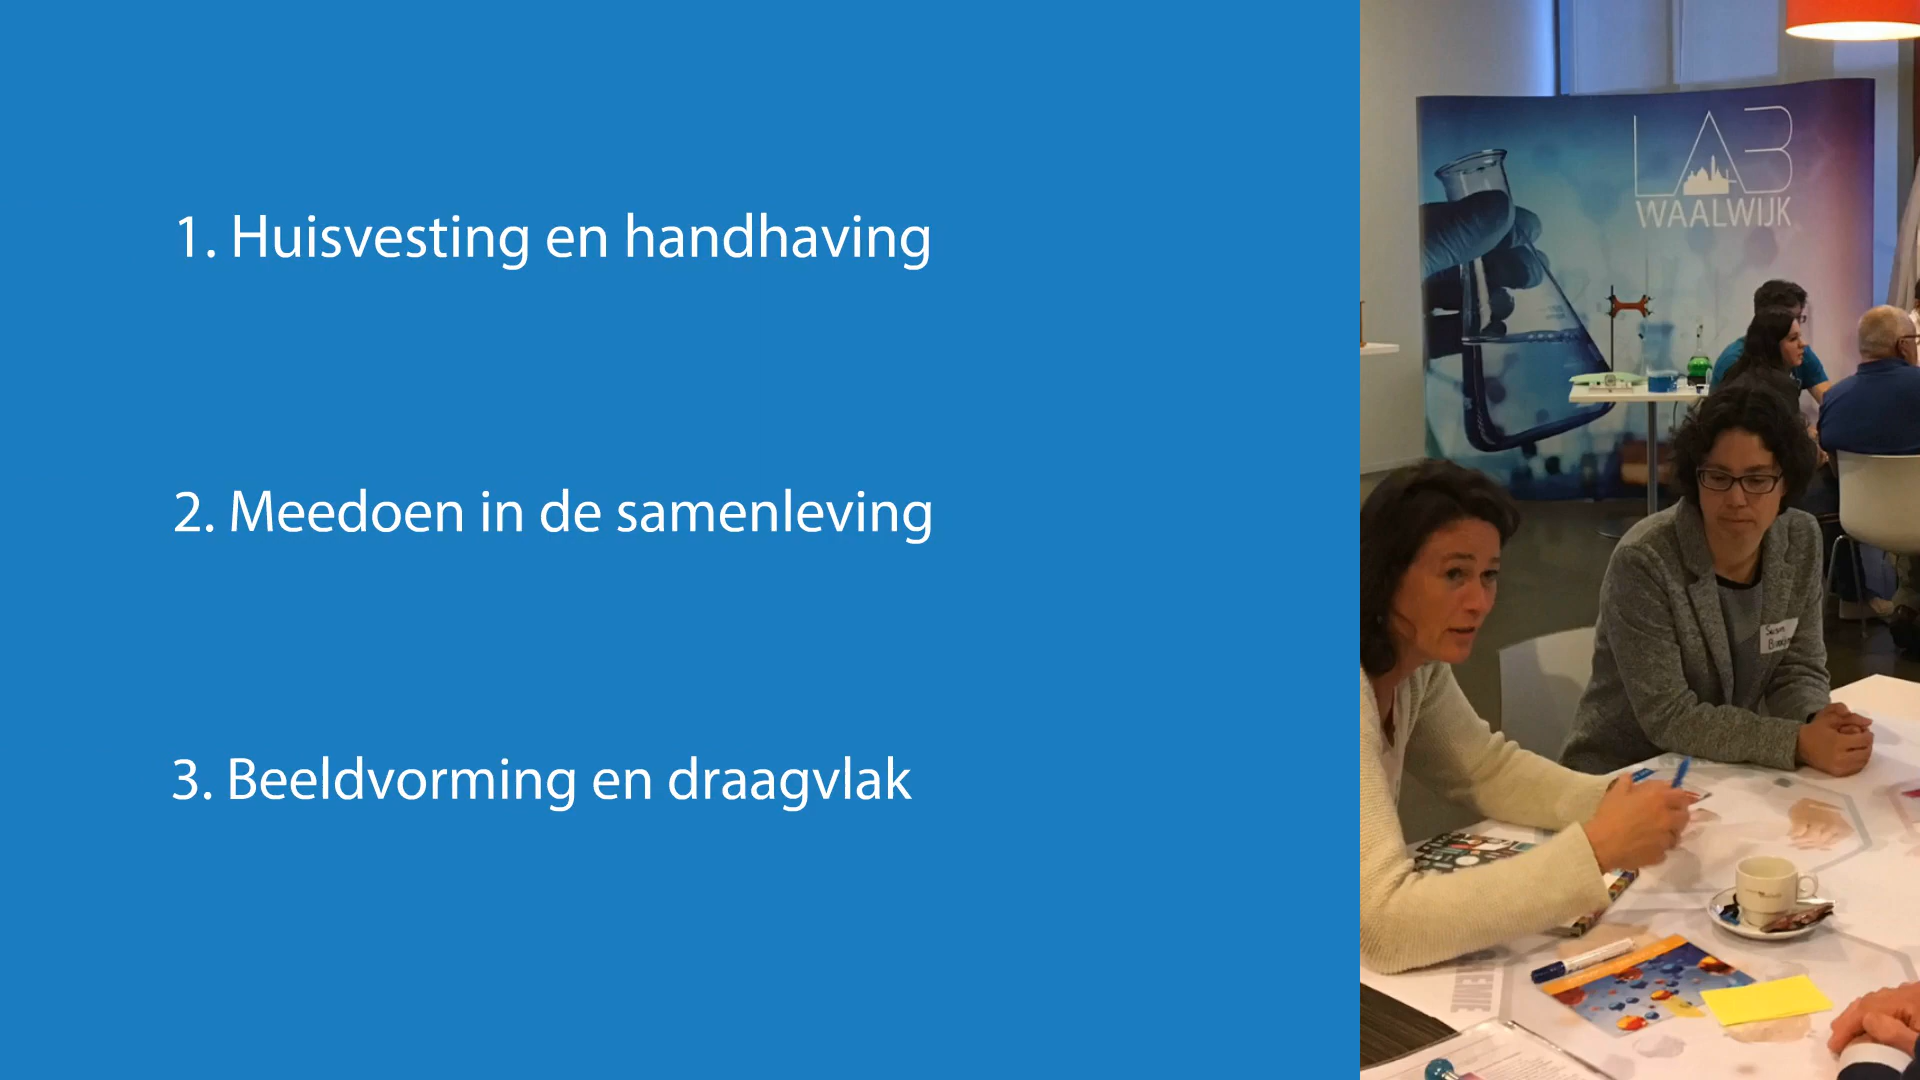 1. Huisvesting en handhaving
2. Meedoen in de samenleving
3. Beeldvorming en draagvlak
LAB
WAALWIJK